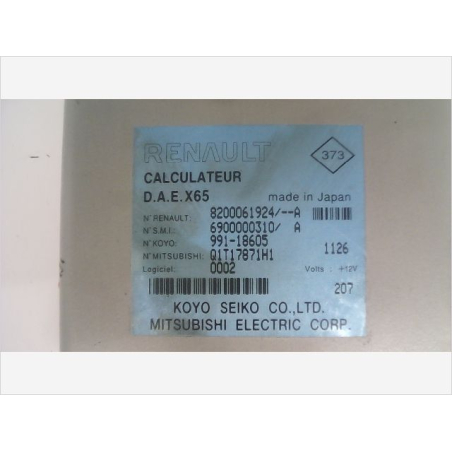 RENAULT 373
CALCULATEUR
D.A.E.X65 made in Japan
N°RENAULT: 8200061924/--A
N°S.M.I.: 6900000310/ A
N°KOYO: 991-18605 1126
N°MITSUBISHI: Q1T17871H1
Logiciel: 0002 Volts : +12V
207
KOYO SEIKO CO.,LTD.
MITSUBISHI ELECTRIC CORP.